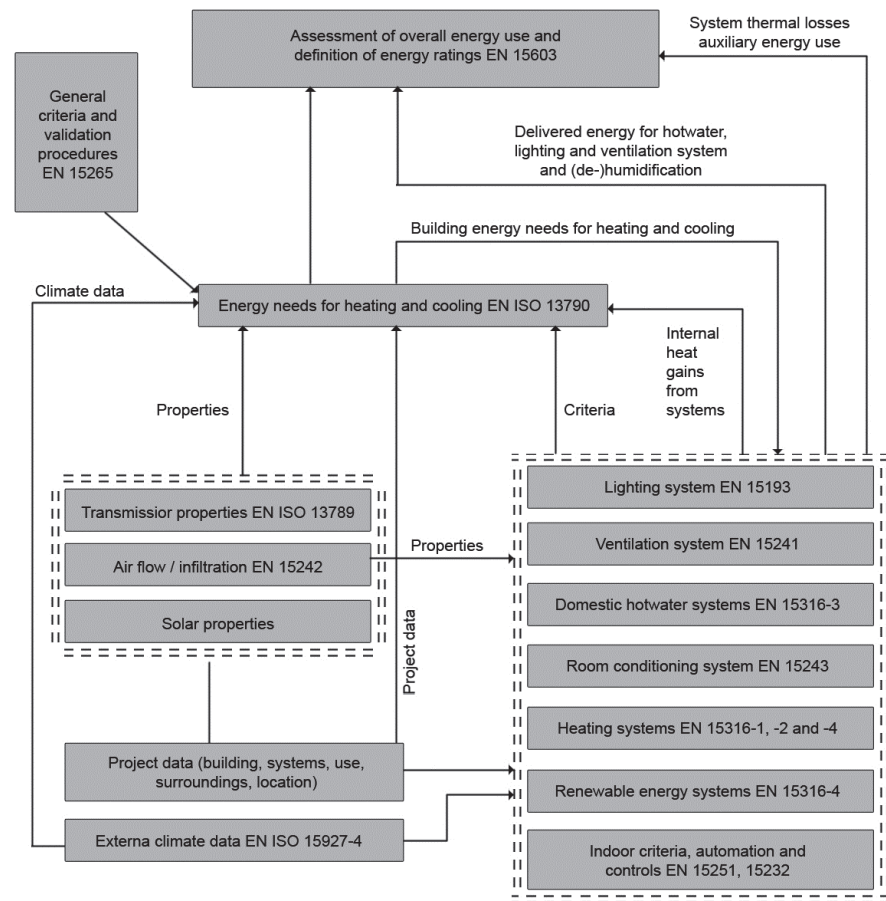 Assessment of overall energy use and
definition of energy ratings EN 15603
System thermal losses
auxiliary energy use
General
criteria and
validation
procedures
EN 15265
Delivered energy for hotwater,
lighting and ventilation system
and (de-)humidification
Building energy needs for heating and cooling
Climate data
Energy needs for heating and cooling EN ISO 13790
Internal
heat
gains
from
systems
Properties
Criteria
Transmissior properties EN ISO 13789
Air flow / infiltration EN 15242
Solar properties
Properties
Project data
Lighting system EN 15193
Ventilation system EN 15241
Domestic hotwater systems EN 15316-3
Room conditioning system EN 15243
Heating systems EN 15316-1, -2 and -4
Renewable energy systems EN 15316-4
Indoor criteria, automation and
controls EN 15251, 15232
Project data (building, systems, use,
surroundings, location)
Externa climate data EN ISO 15927-4